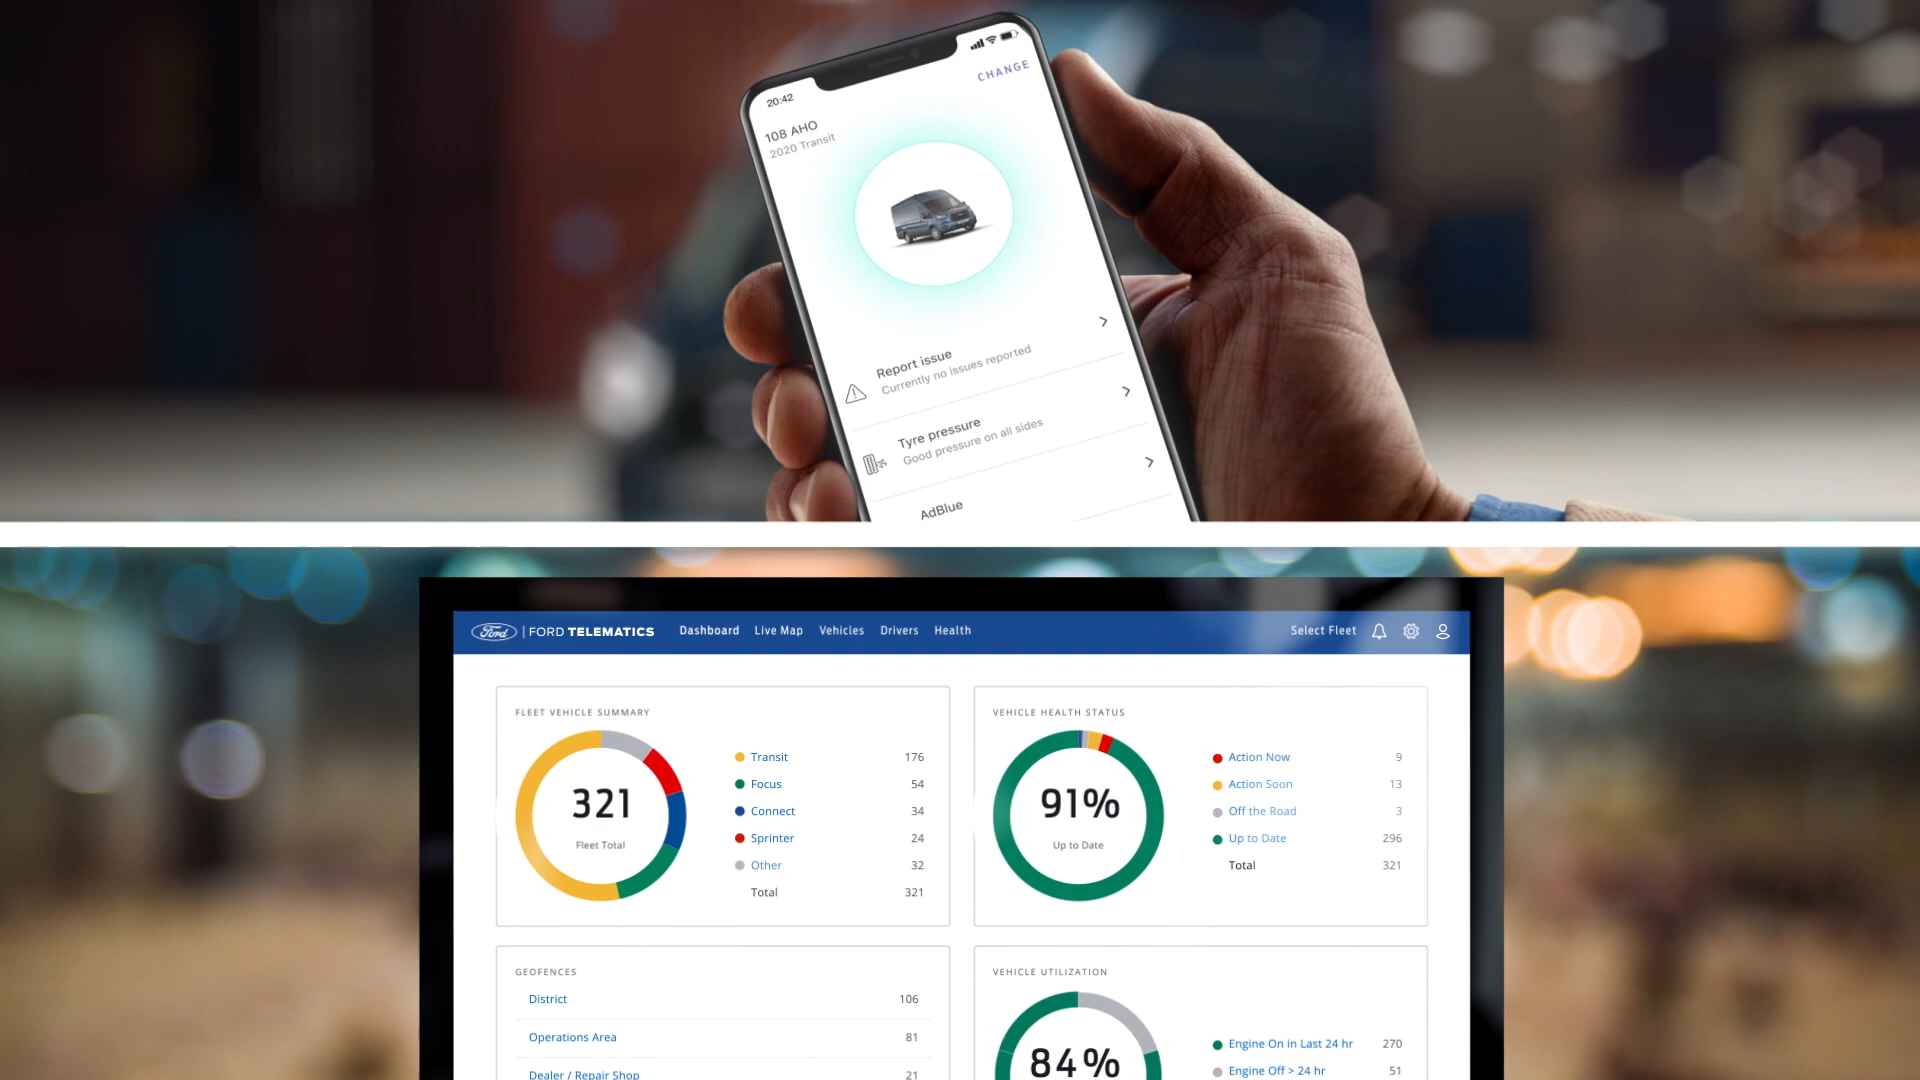 20:42
CHANGE
108 AHO
2020 Transit
Report issue
Currently no issues reported
Tyre pressure
Good pressure on all sides
AdBlue
Ford | FORD TELEMATICS Dashboard Live Map Vehicles Drivers Health Select Fleet
FLEET VEHICLE SUMMARY
321
Fleet Total
Transit 176
Focus 54
Connect 34
Sprinter 24
Other 32
Total 321
VEHICLE HEALTH STATUS
91%
Up to Date
Action Now 9
Action Soon 13
Off the Road 3
Up to Date 296
Total 321
GEOFENCES
District 106
Operations Area 81
Dealer / Repair Shop 21
VEHICLE UTILIZATION
84%
Engine On in Last 24 hr 270
Engine Off > 24 hr 51